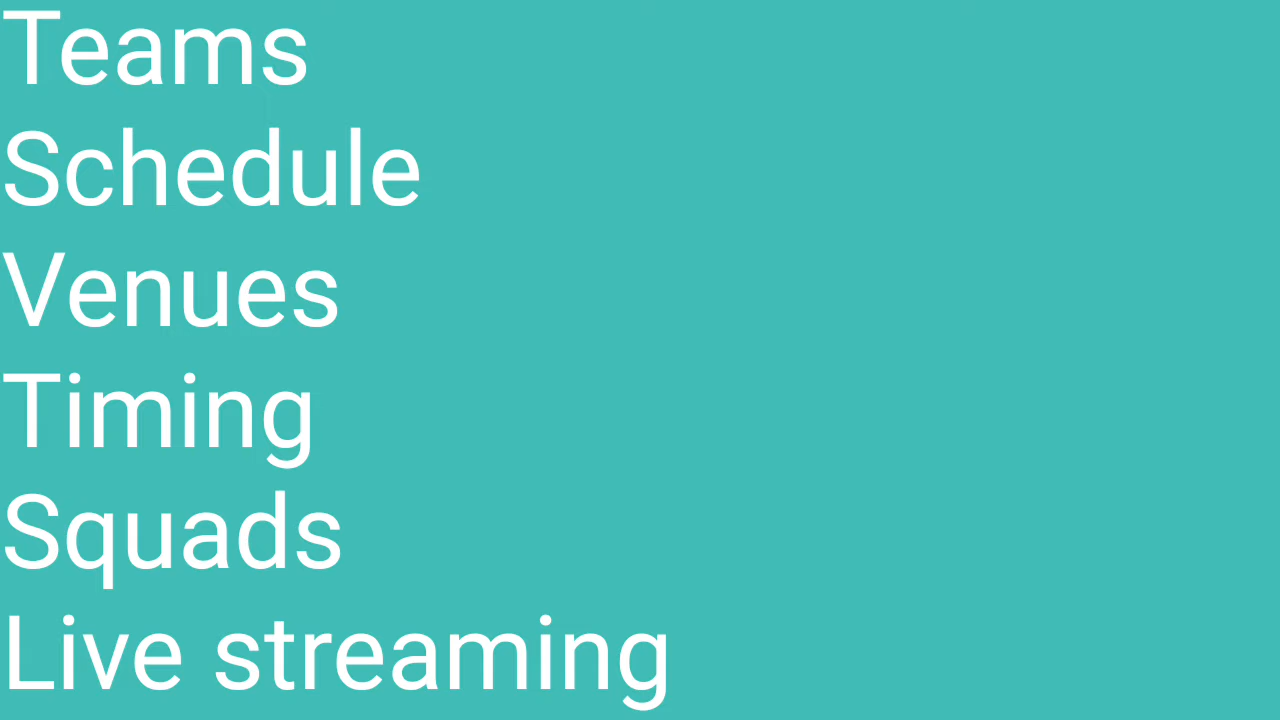 Teams
Schedule
Venues
Timing
Squads
Live streaming